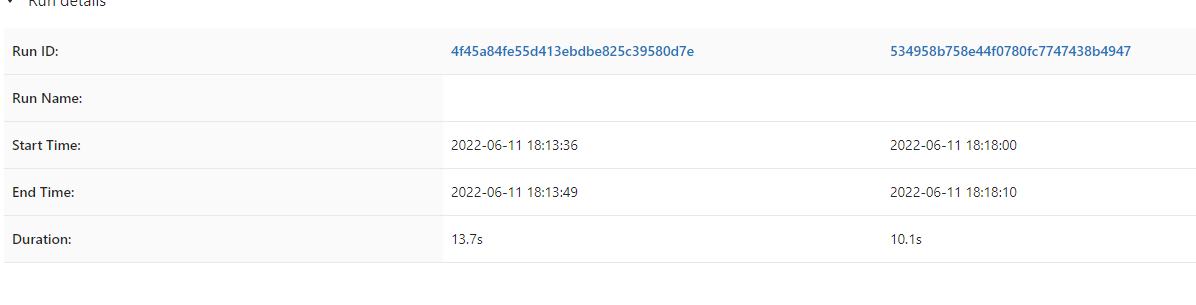 Run details
Run ID: 4f45a84fe55d413ebdbe825c39580d7e 534958b758e44f0780fc7747438b4947
Run Name:
Start Time: 2022-06-11 18:13:36 2022-06-11 18:18:00
End Time: 2022-06-11 18:13:49 2022-06-11 18:18:10
Duration: 13.7s 10.1s